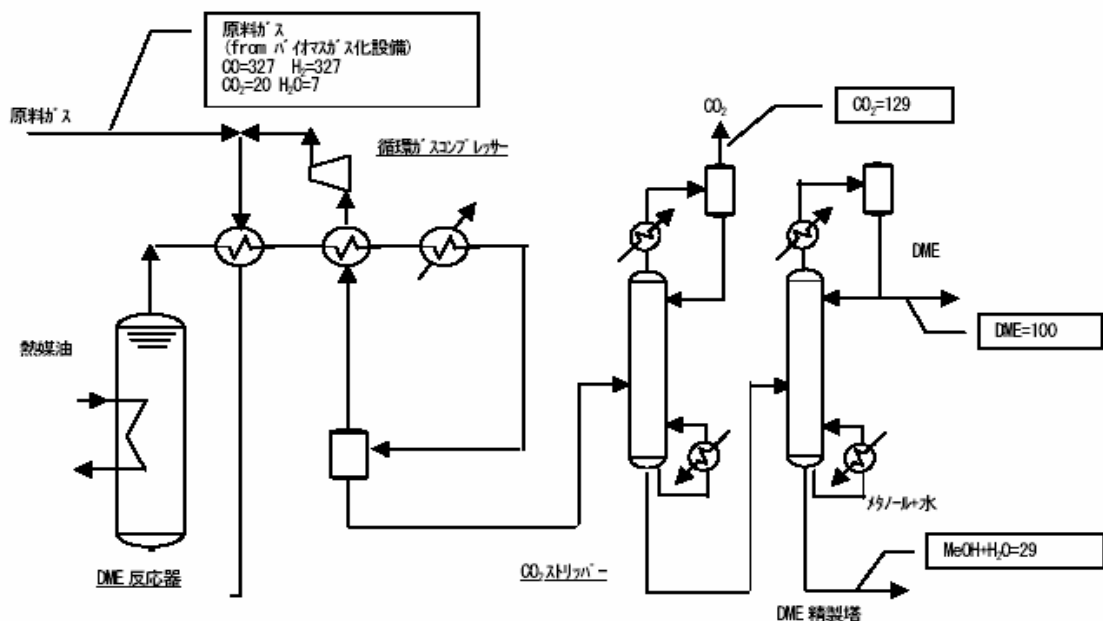 原料ガス
(from バイオマスガス化設備)
CO=327 H₂=327
CO₂=20 H₂O=7
原料ガス
循環ガスコンプレッサー
CO₂
CO₂=129
DME
DME=100
熱媒油
メタノール+水
DME 反応器
CO₂ストリッパー
MeOH+H₂O=29
DME 精製塔